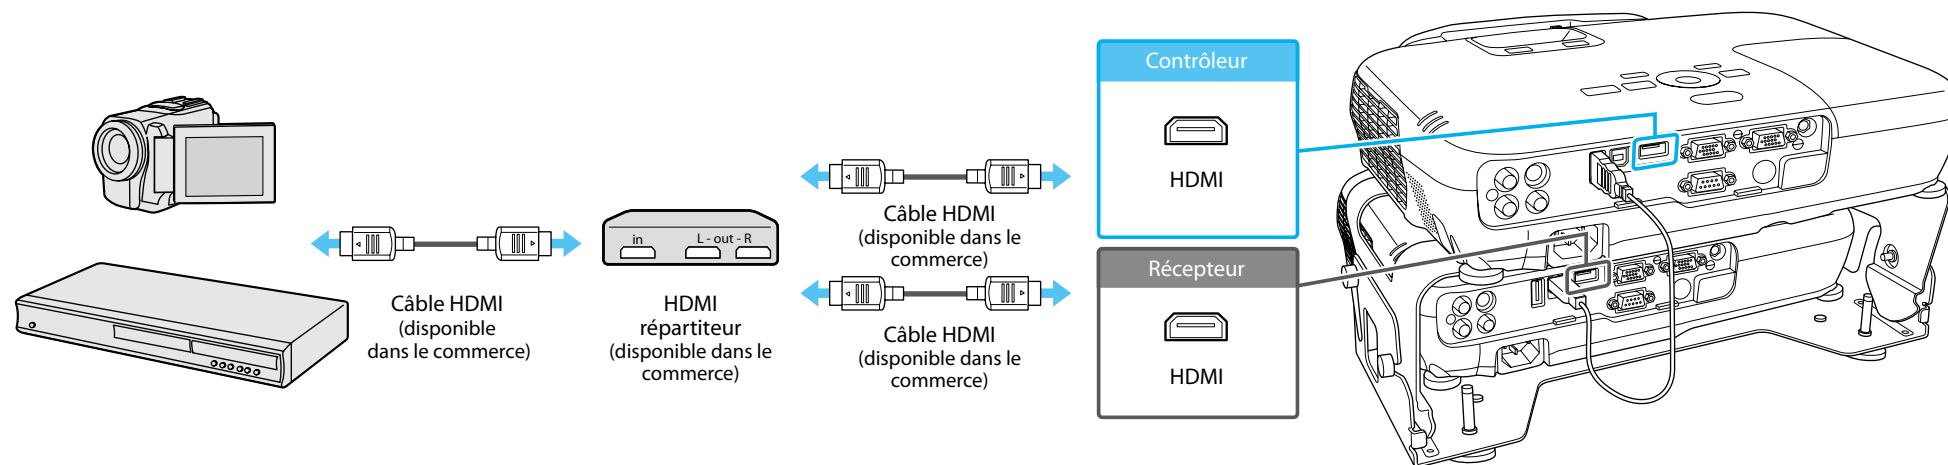 Contrôleur
HDMI
Câble HDMI
(disponible dans le
commerce)
in
L - out - R
Récepteur
HDMI
Câble HDMI
(disponible
dans le commerce)
HDMI
répartiteur
(disponible dans le
commerce)
Câble HDMI
(disponible dans le
commerce)